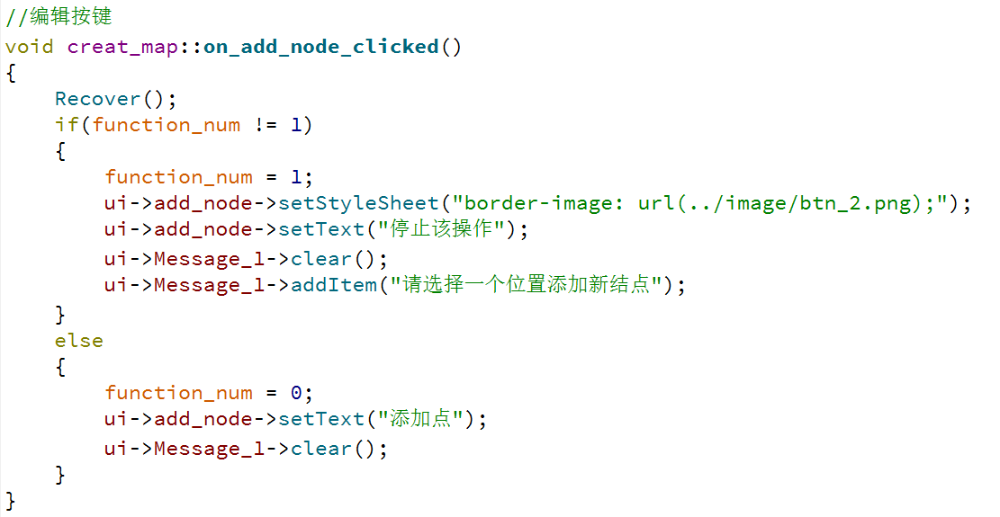 //编辑按键
void creat_map::on_add_node_clicked()
{
    Recover();
    if(function_num != 1)
    {
        function_num = 1;
        ui->add_node->setStyleSheet("border-image: url(../image/btn_2.png);");
        ui->add_node->setText("停止该操作");
        ui->Message_1->clear();
        ui->Message_1->addItem("请选择一个位置添加新结点");
    }
    else
    {
        function_num = 0;
        ui->add_node->setText("添加点");
        ui->Message_1->clear();
    }
}